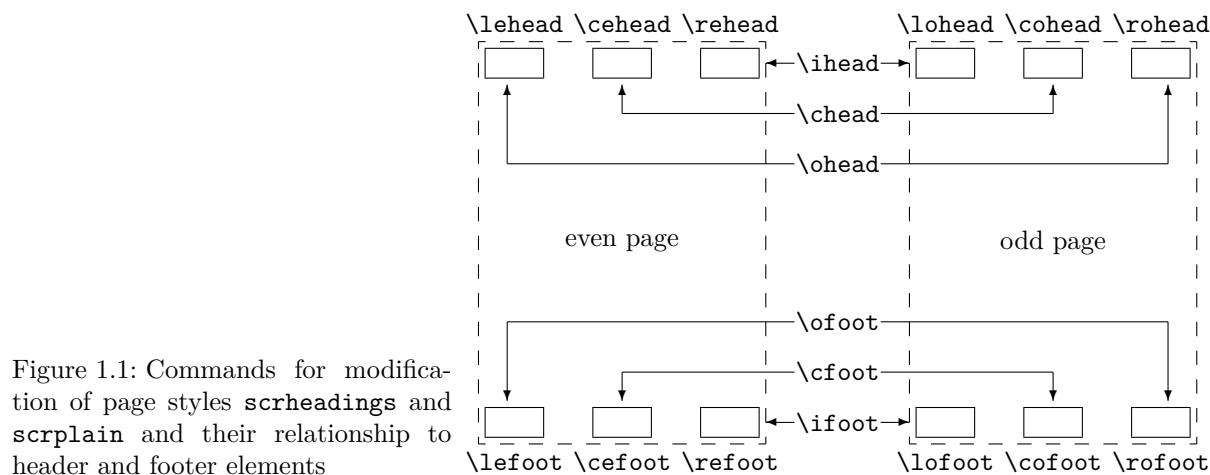 \lehead \cehead \rehead \lohead \cohead \rohead
\ihead
\chead
\ohead
even page odd page
\ofoot
\cfoot
\ifoot
\lefoot \cefoot \refoot \lofoot \cofoot \rofoot
Figure 1.1: Commands for modifica-
tion of page styles scrheadings and
scrplain and their relationship to
header and footer elements